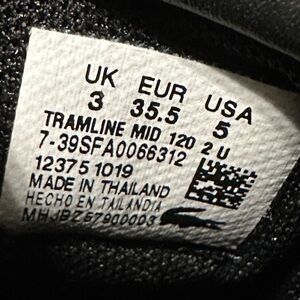 UK EUR USA
3 35.5 5
TRAMLINE MID 120 2 U
7-39SFA0066312
12375 1019
MADE IN THAILAND
HECHO EN TAILANDIA
MHJBZ57900003